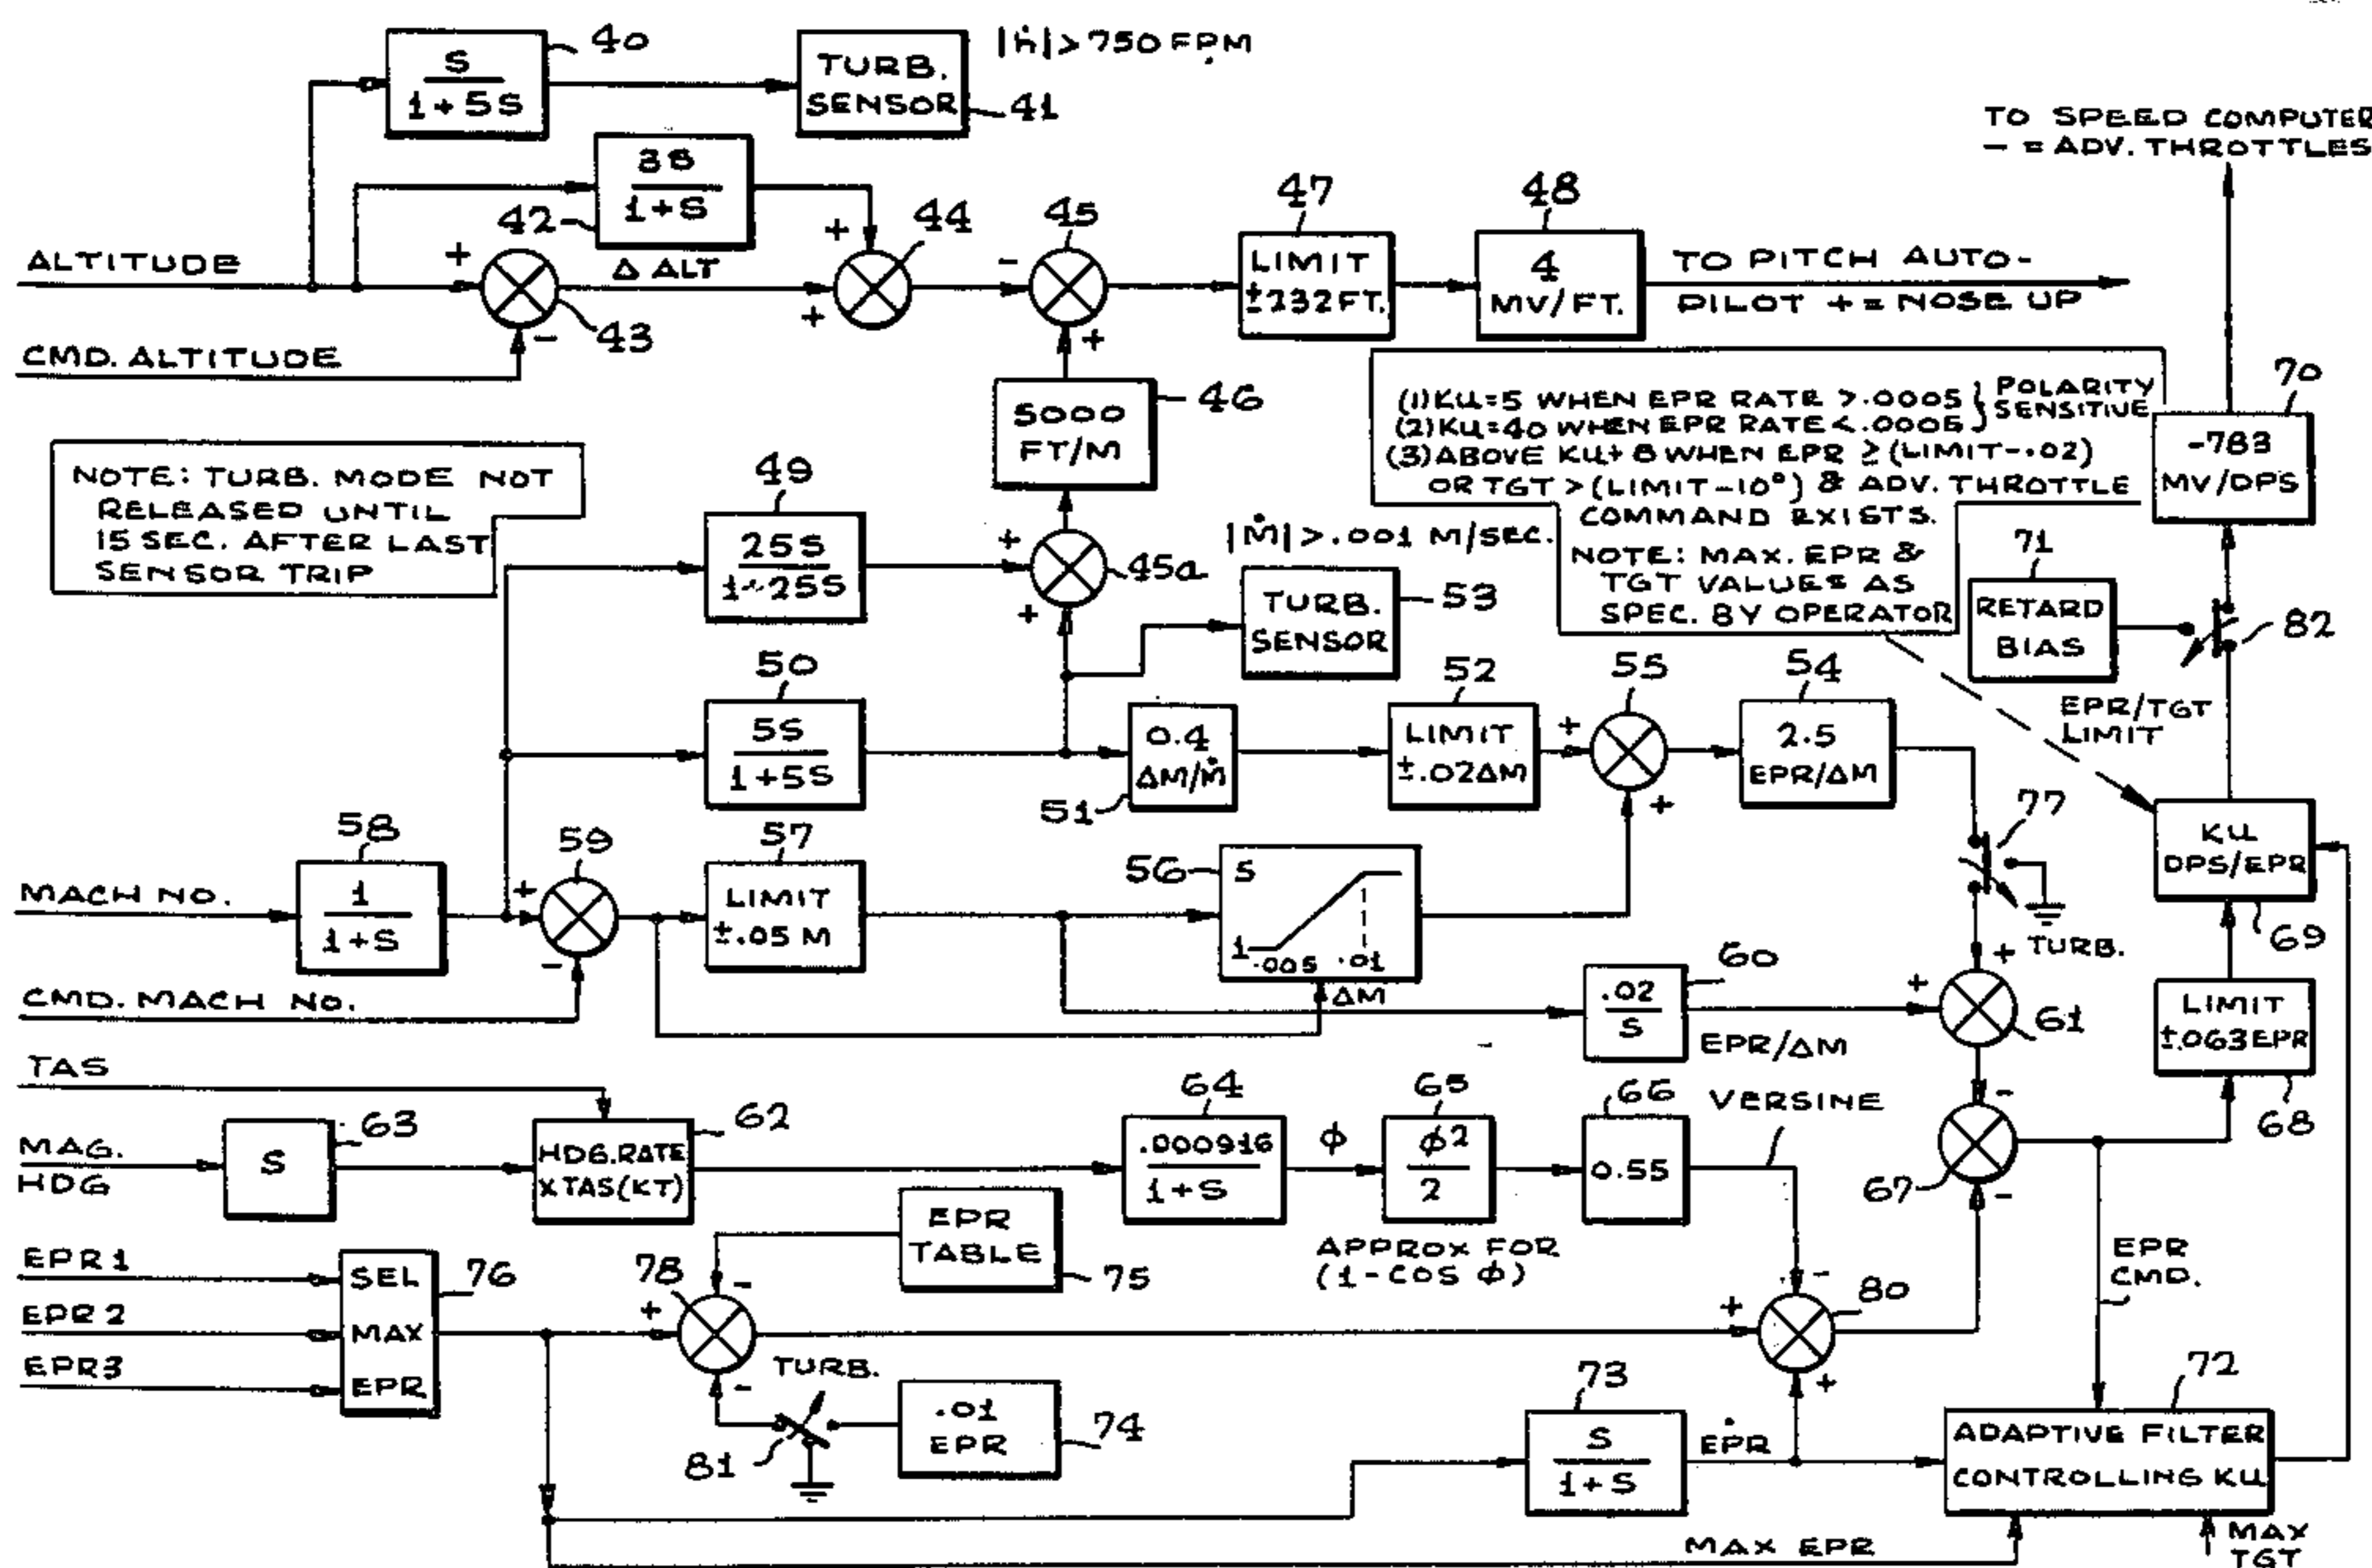 40
S
1+5S
TURB.
SENSOR
41
|ḣ|>750 FPM
TO SPEED COMPUTER
- = ADV. THROTTLES
3S
1+S
42
ALTITUDE
+
-
43
Δ ALT
+
+
44
-
45
+
47
LIMIT
±232FT.
48
4
MV/FT.
TO PITCH AUTO-
PILOT + = NOSE UP
CMD. ALTITUDE
5000
FT/M
46
(1) KU=5 WHEN EPR RATE >.0005 } POLARITY
(2) KU=40 WHEN EPR RATE <.0005 } SENSITIVE
(3) ABOVE KU÷8 WHEN EPR ≥ (LIMIT-.02)
OR TGT > (LIMIT-10°) & ADV. THROTTLE
COMMAND EXISTS.
NOTE: MAX. EPR &
TGT VALUES AS
SPEC. BY OPERATOR
70
-783
MV/DPS
NOTE: TURB. MODE NOT
RELEASED UNTIL
15 SEC. AFTER LAST
SENSOR TRIP
49
25S
1+25S
+
+
45a
|Ṁ|>.001 M/SEC.
TURB.
SENSOR
53
71
RETARD
BIAS
82
EPR/TGT
LIMIT
50
5S
1+5S
0.4
ΔM/Ṁ
51
52
LIMIT
±.02ΔM
55
+
+
54
2.5
EPR/ΔM
77
TURB.
KU
DPS/EPR
69
MACH NO.
58
1
1+S
59
+
-
57
LIMIT
±.05 M
56
5
1
.005 .01
ΔM
CMD. MACH NO.
60
.02
S
EPR/ΔM
+
+
61
LIMIT
±.063EPR
68
TAS
MAG.
HDG
63
S
62
HDG.RATE
XTAS(KT)
64
.000916
1+S
ϕ
65
ϕ2
2
66
0.55
VERSINE
-
67
-
APPROX FOR
(1-COS ϕ)
EPR
TABLE
75
EPR 1
EPR 2
EPR3
SEL
MAX
EPR
76
78
+
-
-
TURB.
81
.01
EPR
74
-
+
+
80
EPR
CMD.
73
S
1+S
EṖR
72
ADAPTIVE FILTER
CONTROLLING KU
MAX EPR
MAX
TGT